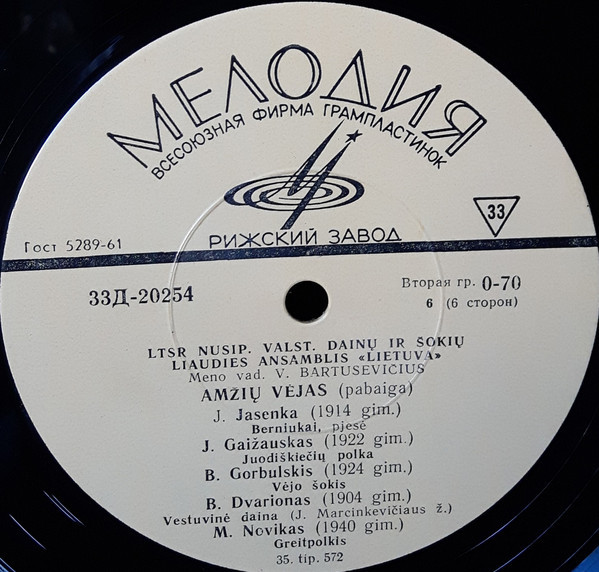 МЕЛОДИЯ
ВСЕСОЮЗНАЯ ФИРМА ГРАМПЛАСТИНОК
33
Гост 5289-61
РИЖСКИЙ ЗАВОД
33Д-20254
Вторая гр. 0-70
6 (6 сторон)
LTSR NUSIP. VALST. DAINŲ IR ŠOKIŲ
LIAUDIES ANSAMBLIS «LIETUVA»
Meno vad. V. BARTUSEVIČIUS
AMŽIŲ VĖJAS (pabaiga)
J. Jasenka (1914 gim.)
Berniukai, pjesė
J. Gaižauskas (1922 gim.)
Juodiškiečių polka
B. Gorbulskis (1924 gim.)
Vėjo šokis
B. Dvarionas (1904 gim.)
Vestuvinė daina (J. Marcinkevičiaus ž.)
M. Novikas (1940 gim.)
Greitpolkis
35. tip. 572